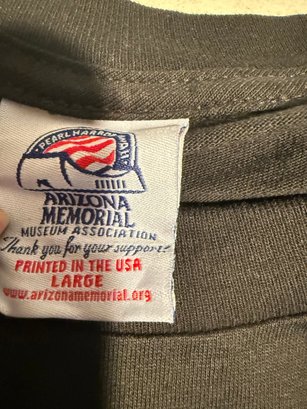 PEARL HARBOR
ARIZONA
MEMORIAL
MUSEUM ASSOCIATION
Thank you for your support!
PRINTED IN THE USA
LARGE
www.arizonamemorial.org